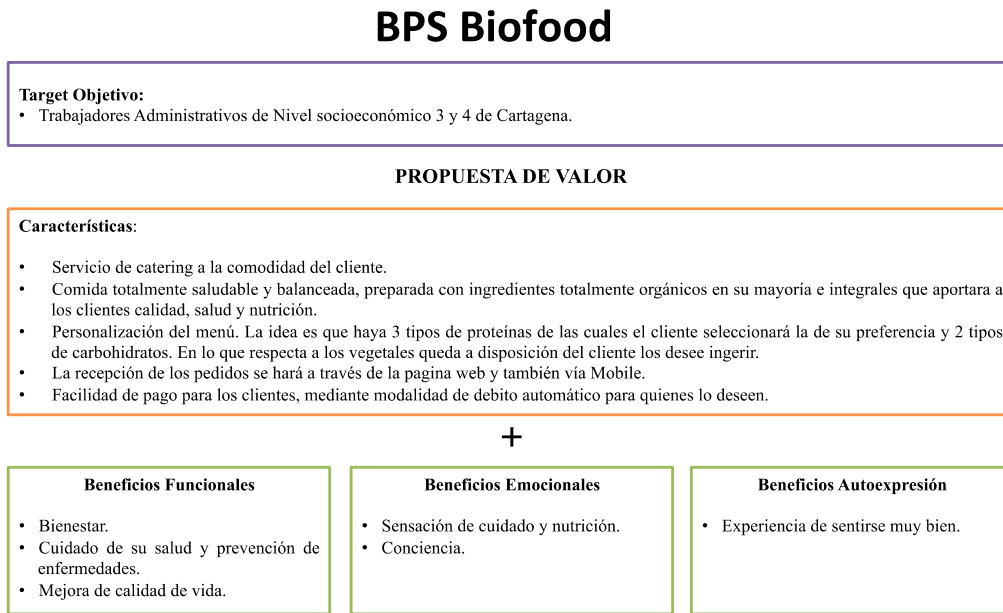 BPS Biofood
Target Objetivo:
• Trabajadores Administrativos de Nivel socioeconómico 3 y 4 de Cartagena.
PROPUESTA DE VALOR
Características:
• Servicio de catering a la comodidad del cliente.
• Comida totalmente saludable y balanceada, preparada con ingredientes totalmente orgánicos en su mayoría e integrales que aportara a
los clientes calidad, salud y nutrición.
• Personalización del menú. La idea es que haya 3 tipos de proteínas de las cuales el cliente seleccionará la de su preferencia y 2 tipos
de carbohidratos. En lo que respecta a los vegetales queda a disposición del cliente los desee ingerir.
• La recepción de los pedidos se hará a través de la pagina web y también vía Mobile.
• Facilidad de pago para los clientes, mediante modalidad de debito automático para quienes lo deseen.
+
Beneficios Funcionales
• Bienestar.
• Cuidado de su salud y prevención de
enfermedades.
• Mejora de calidad de vida.
Beneficios Emocionales
• Sensación de cuidado y nutrición.
• Conciencia.
Beneficios Autoexpresión
• Experiencia de sentirse muy bien.